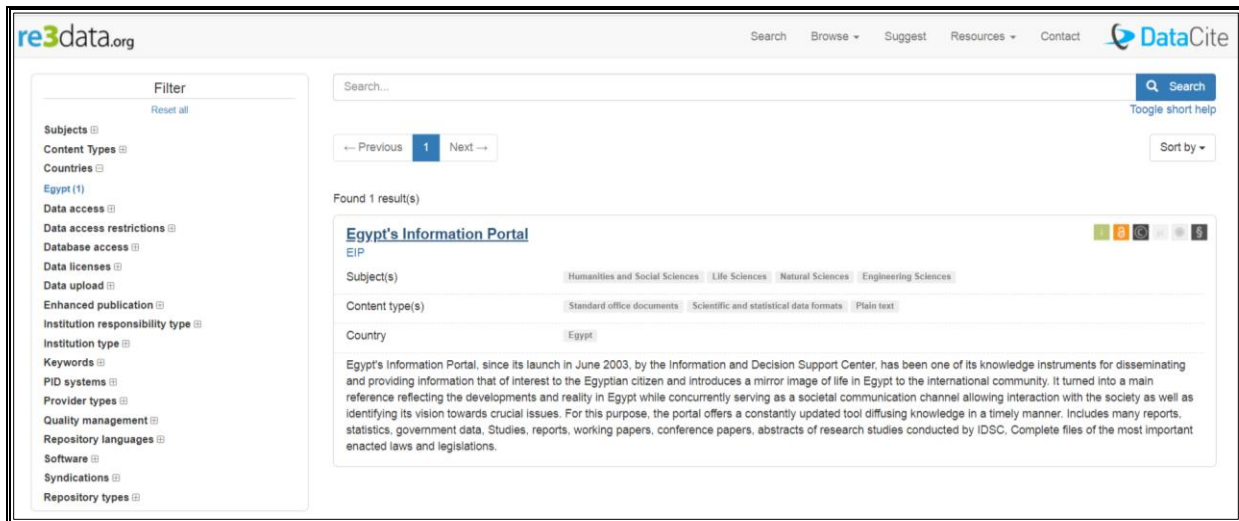 re3data.org
Search Browse Suggest Resources Contact DataCite
Filter
Reset all
Subjects
Content Types
Countries
Egypt (1)
Data access
Data access restrictions
Database access
Data licenses
Data upload
Enhanced publication
Institution responsibility type
Institution type
Keywords
PID systems
Provider types
Quality management
Repository languages
Software
Syndications
Repository types
Search... Search
Toogle short help
← Previous 1 Next → Sort by
Found 1 result(s)
Egypt's Information Portal
EIP
Subject(s) Humanities and Social Sciences Life Sciences Natural Sciences Engineering Sciences
Content type(s) Standard office documents Scientific and statistical data formats Plain text
Country Egypt
Egypt's Information Portal, since its launch in June 2003, by the Information and Decision Support Center, has been one of its knowledge instruments for disseminating
and providing information that of interest to the Egyptian citizen and introduces a mirror image of life in Egypt to the international community. It turned into a main
reference reflecting the developments and reality in Egypt while concurrently serving as a societal communication channel allowing interaction with the society as well as
identifying its vision towards crucial issues. For this purpose, the portal offers a constantly updated tool diffusing knowledge in a timely manner. Includes many reports,
statistics, government data, Studies, reports, working papers, conference papers, abstracts of research studies conducted by IDSC, Complete files of the most important
enacted laws and legislations.